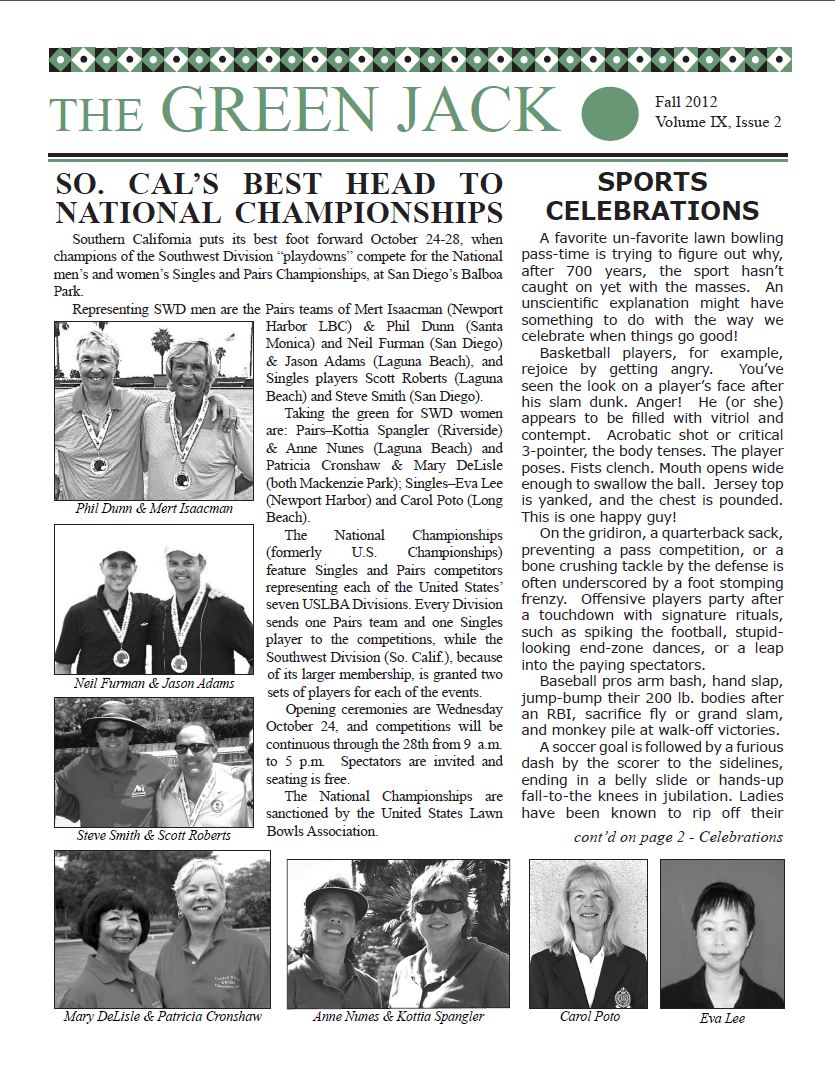 THE GREEN JACK
Fall 2012
Volume IX, Issue 2
SO. CAL'S BEST HEAD TO
NATIONAL CHAMPIONSHIPS
Southern California puts its best foot forward October 24-28, when
champions of the Southwest Division "playdowns" compete for the National
men's and women's Singles and Pairs Championships, at San Diego's Balboa
Park.
Representing SWD men are the Pairs teams of Mert Isaacman (Newport
Harbor LBC) & Phil Dunn (Santa
Monica) and Neil Furman (San Diego)
& Jason Adams (Laguna Beach), and
Singles players Scott Roberts (Laguna
Beach) and Steve Smith (San Diego).
Taking the green for SWD women
are: Pairs–Kottia Spangler (Riverside)
& Anne Nunes (Laguna Beach) and
Patricia Cronshaw & Mary DeLisle
(both Mackenzie Park); Singles–Eva Lee
(Newport Harbor) and Carol Poto (Long
Beach).
The National Championships
(formerly U.S. Championships)
feature Singles and Pairs competitors
representing each of the United States'
seven USLBA Divisions. Every Division
sends one Pairs team and one Singles
player to the competitions, while the
Southwest Division (So. Calif.), because
of its larger membership, is granted two
sets of players for each of the events.
Opening ceremonies are Wednesday
October 24, and competitions will be
continuous through the 28th from 9 a.m.
to 5 p.m. Spectators are invited and
seating is free.
The National Championships are
sanctioned by the United States Lawn
Bowls Association.
Phil Dunn & Mert Isaacman
Neil Furman & Jason Adams
Steve Smith & Scott Roberts
SPORTS
CELEBRATIONS
A favorite un-favorite lawn bowling
pass-time is trying to figure out why,
after 700 years, the sport hasn't
caught on yet with the masses. An
unscientific explanation might have
something to do with the way we
celebrate when things go good!
Basketball players, for example,
rejoice by getting angry. You've
seen the look on a player's face after
his slam dunk. Anger! He (or she)
appears to be filled with vitriol and
contempt. Acrobatic shot or critical
3-pointer, the body tenses. The player
poses. Fists clench. Mouth opens wide
enough to swallow the ball. Jersey top
is yanked, and the chest is pounded.
This is one happy guy!
On the gridiron, a quarterback sack,
preventing a pass competition, or a
bone crushing tackle by the defense is
often underscored by a foot stomping
frenzy. Offensive players party after
a touchdown with signature rituals,
such as spiking the football, stupid-
looking end-zone dances, or a leap
into the paying spectators.
Baseball pros arm bash, hand slap,
jump-bump their 200 lb. bodies after
an RBI, sacrifice fly or grand slam,
and monkey pile at walk-off victories.
A soccer goal is followed by a furious
dash by the scorer to the sidelines,
ending in a belly slide or hands-up
fall-to-the knees in jubilation. Ladies
have been known to rip off their
cont'd on page 2 - Celebrations
Mary DeLisle & Patricia Cronshaw
Anne Nunes & Kottia Spangler
Carol Poto
Eva Lee